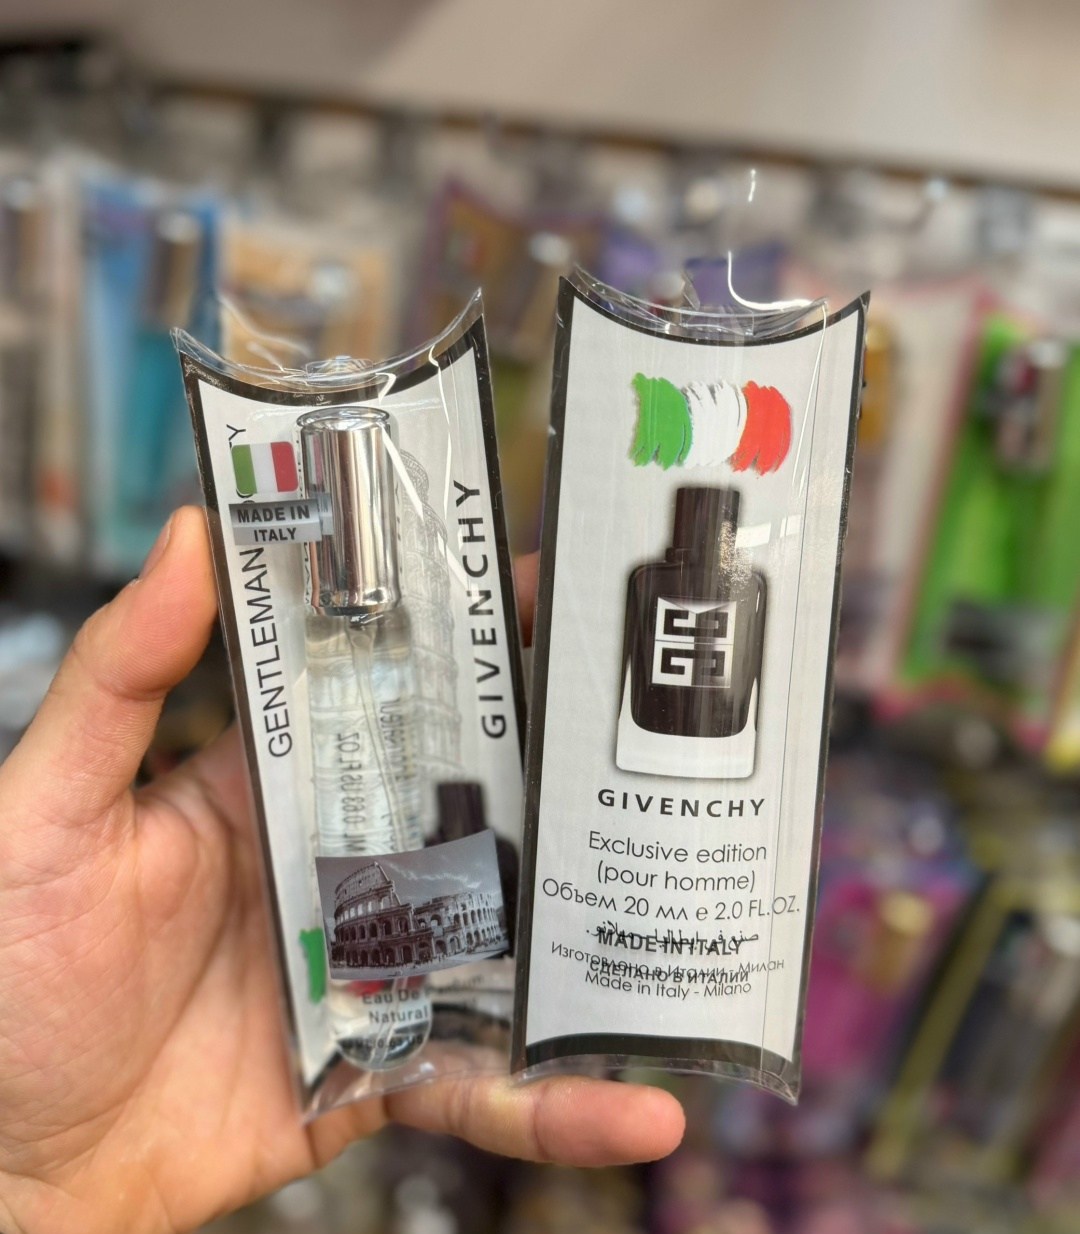 MADE IN
ITALY
GENTLEMAN
GIVENCHY
Eau De
Natural
GIVENCHY
Exclusive edition
(pour homme)
Объем 20 мл e 2.0 FL.OZ.
MADE IN ITALY
Изготовлено в Италии - Милан
СДЕЛАНО В ИТАЛИИ
Made in Italy - Milano